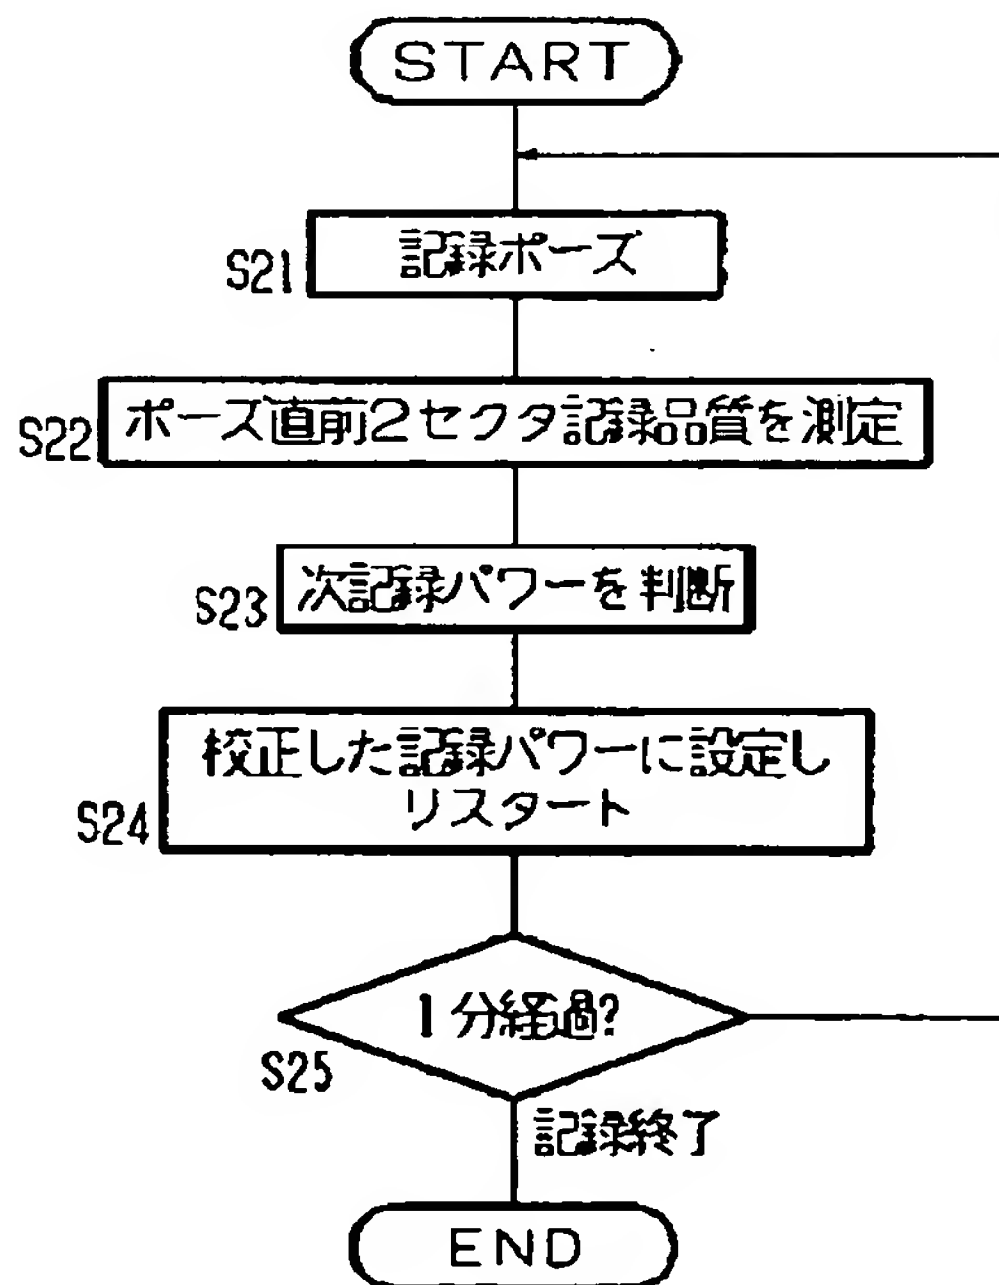 START
S21
記録ポーズ
S22
ポーズ直前2セクタ記録品質を測定
S23
次記録パワーを判断
S24
校正した記録パワーに設定し
リスタート
1分経過?
S25
記録終了
END